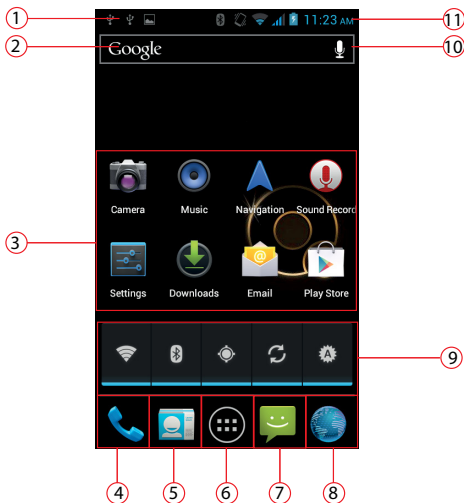 1
11:23 AM
11
2
Google
10
Camera
Music
Navigation
Sound Record
3
Settings
Downloads
@
Email
Play Store
A
9
4
5
6
7
8